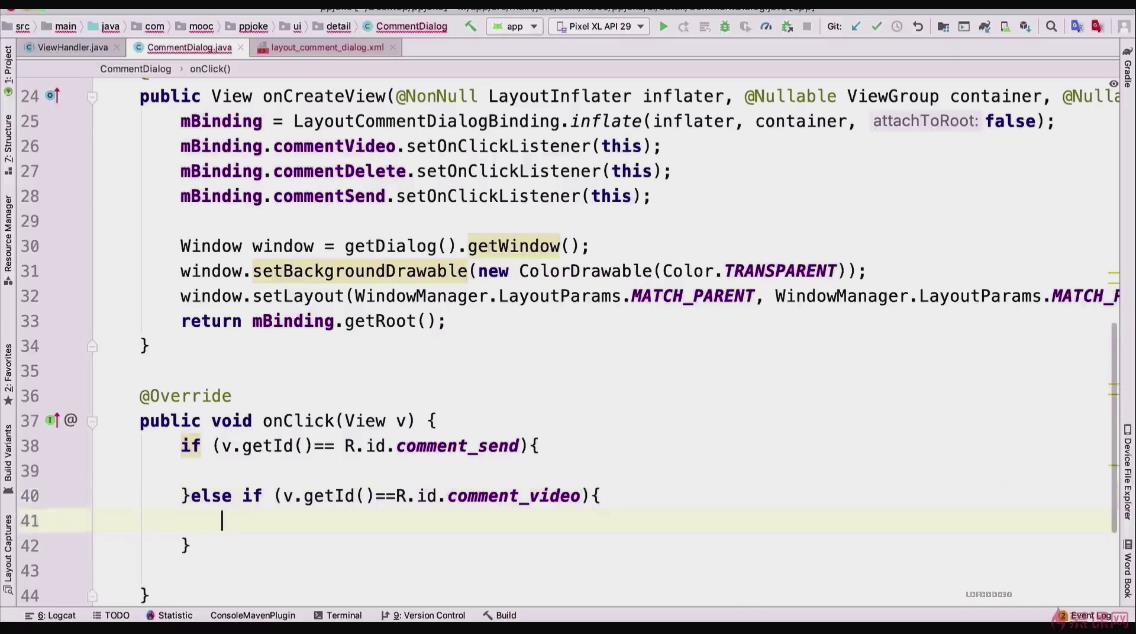 src main java com mooc ppjoke ui detail CommentDialog app Pixel XL API 29 Git:
ViewHandler.java CommentDialog.java layout_comment_dialog.xml
CommentDialog onClick()
24 public View onCreateView(@NonNull LayoutInflater inflater, @Nullable ViewGroup container, @Nulla
25 mBinding = LayoutCommentDialogBinding.inflate(inflater, container, attachToRoot: false);
26 mBinding.commentVideo.setOnClickListener(this);
27 mBinding.commentDelete.setOnClickListener(this);
28 mBinding.commentSend.setOnClickListener(this);
29
30 Window window = getDialog().getWindow();
31 window.setBackgroundDrawable(new ColorDrawable(Color.TRANSPARENT));
32 window.setLayout(WindowManager.LayoutParams.MATCH_PARENT, WindowManager.LayoutParams.MATCH_P
33 return mBinding.getRoot();
34 }
35
36 @Override
37 @ public void onClick(View v) {
38 if (v.getId()== R.id.comment_send){
39
40 }else if (v.getId()==R.id.comment_video){
41
42 }
43
44 }
1: Project
7: Structure
Resource Manager
2: Favorites
Build Variants
Layout Captures
Gradle
Device File Explorer
Word Book
6: Logcat TODO Statistic ConsoleMavenPlugin Terminal 9: Version Control Build 2 Event Log